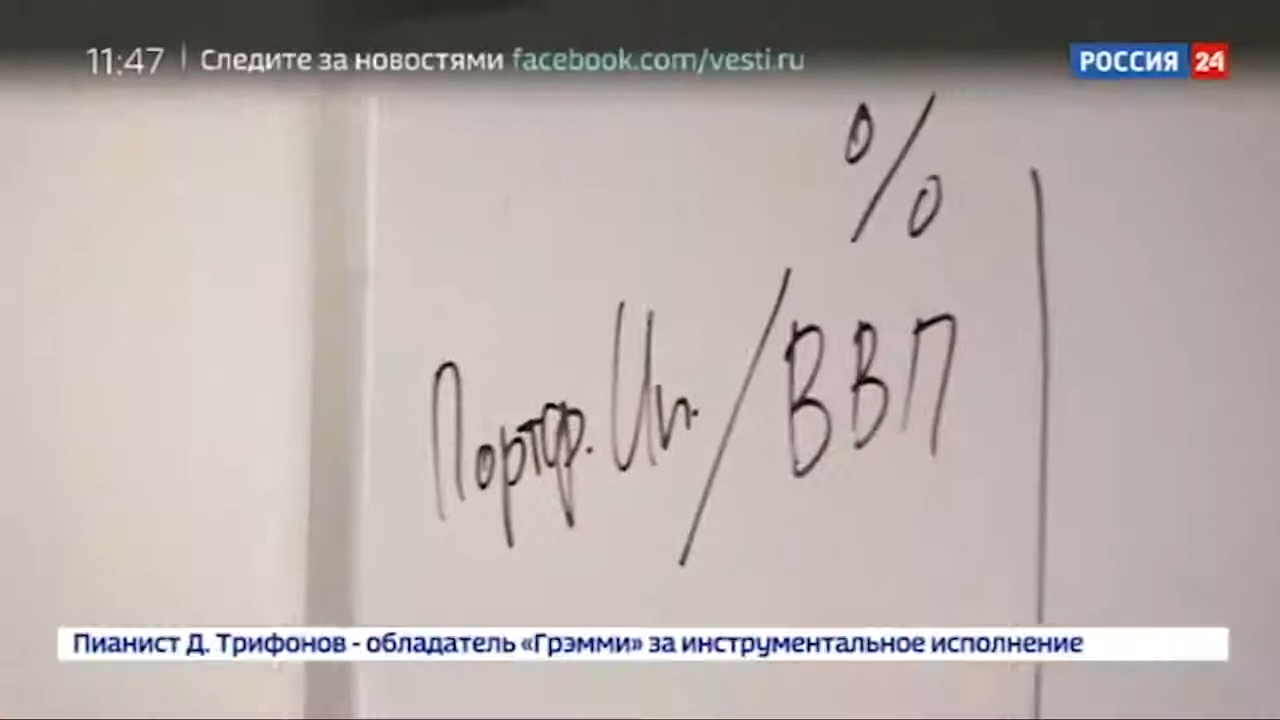 11:47 Следите за новостями facebook.com/vesti.ru РОССИЯ 24
%
Портф. Ин. / ВВП
Пианист Д. Трифонов - обладатель «Грэмми» за инструментальное исполнение